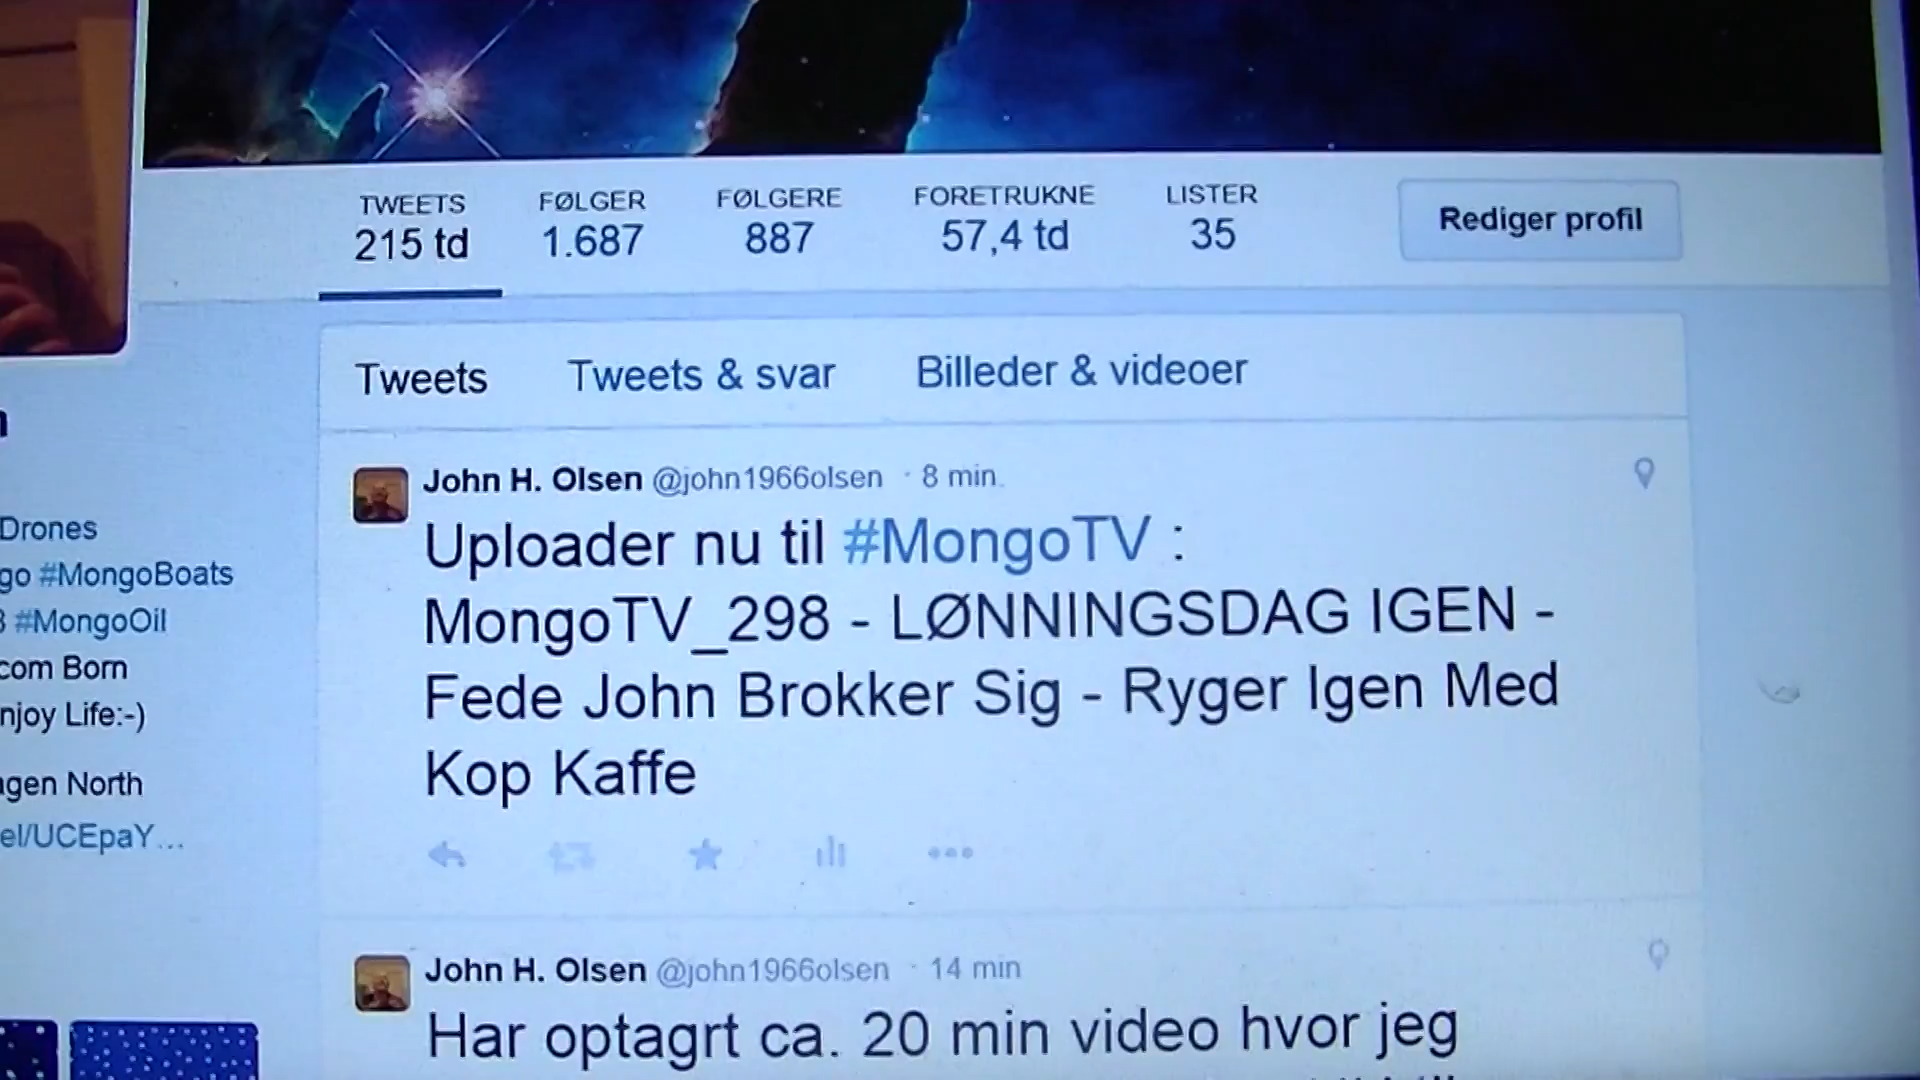 TWEETS FØLGER FØLGERE FORETRUKNE LISTER
215 td 1.687 887 57,4 td 35
Rediger profil
Tweets Tweets & svar Billeder & videoer
Drones
#MongoBoats
#MongoOil
com Born
njoy Life:-)
North
el/UCEpaY...
John H. Olsen @john1966olsen · 8 min.
Uploader nu til #MongoTV :
MongoTV_298 - LØNNINGSDAG IGEN -
Fede John Brokker Sig - Ryger Igen Med
Kop Kaffe
John H. Olsen @john1966olsen · 14 min
Har optagrt ca. 20 min video hvor jeg